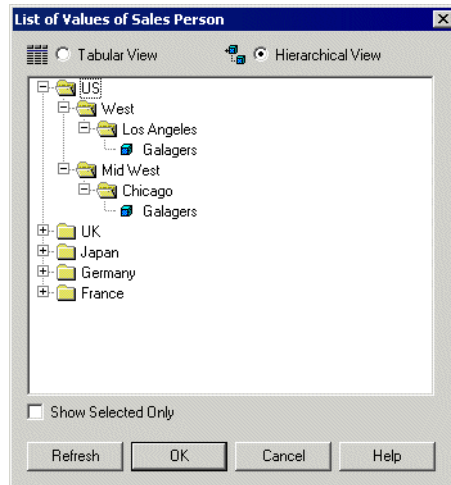 List of Values of Sales Person
Tabular View Hierarchical View
US
West
Los Angeles
Galagers
Mid West
Chicago
Galagers
UK
Japan
Germany
France
Show Selected Only
Refresh OK Cancel Help